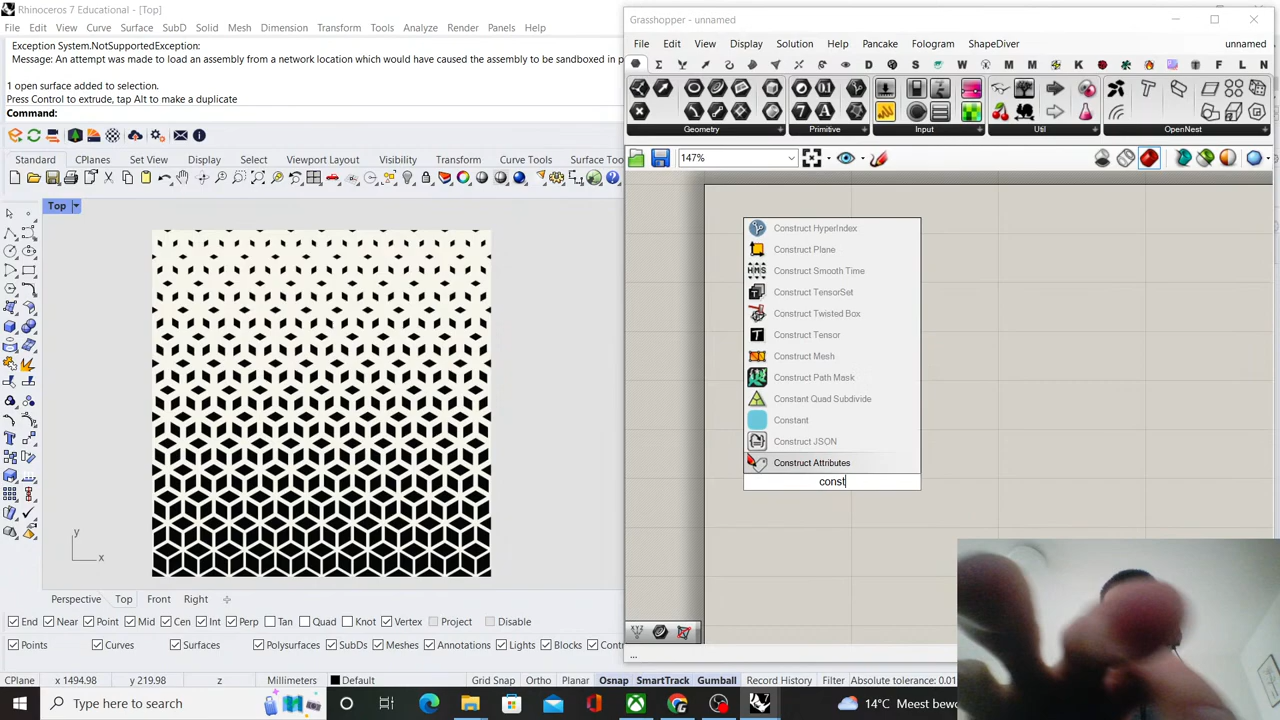 Rhinoceros 7 Educational - [Top]
File Edit View Curve Surface SubD Solid Mesh Dimension Transform Tools Analyze Render Panels Help
Exception System.NotSupportedException:
Message: An attempt was made to load an assembly from a network location which would have caused the assembly to be sandboxed in p
1 open surface added to selection.
Press Control to extrude, tap Alt to make a duplicate
Command:
Standard CPlanes Set View Display Select Viewport Layout Visibility Transform Curve Tools Surface Too
Top
y
x
Perspective Top Front Right
End Near Point Mid Cen Int Perp Tan Quad Knot Vertex Project Disable
Points Curves Surfaces Polysurfaces SubDs Meshes Annotations Lights Blocks Contr
CPlane x 1494.98 y 219.98 z Millimeters Default Grid Snap Ortho Planar Osnap SmartTrack Gumball Record History Filter Absolute tolerance: 0.01
Grasshopper - unnamed
File Edit View Display Solution Help Pancake Fologram ShapeDiver unnamed
Geometry Primitive Input Util OpenNest
147%
Construct HyperIndex
Construct Plane
HMS Construct Smooth Time
Construct TensorSet
Construct Twisted Box
T Construct Tensor
Construct Mesh
Construct Path Mask
Constant Quad Subdivide
Constant
Construct JSON
Construct Attributes
const
XYZ
...
Type here to search
14°C Meest bewo